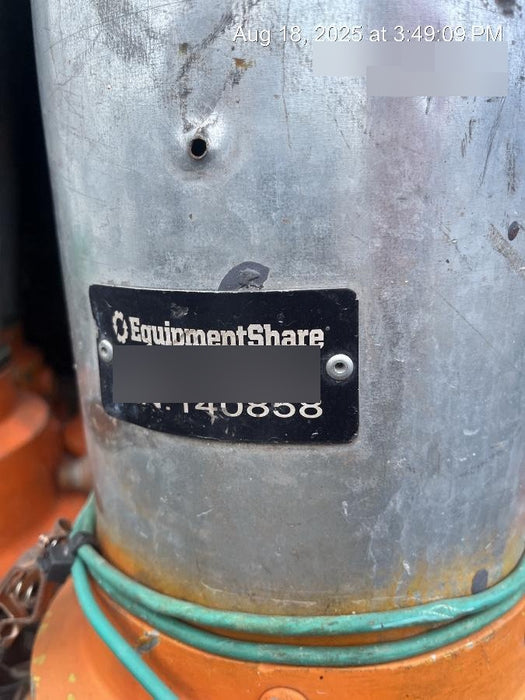 Aug 18, 2025 at 3:49:09 PM
EquipmentShare
140858